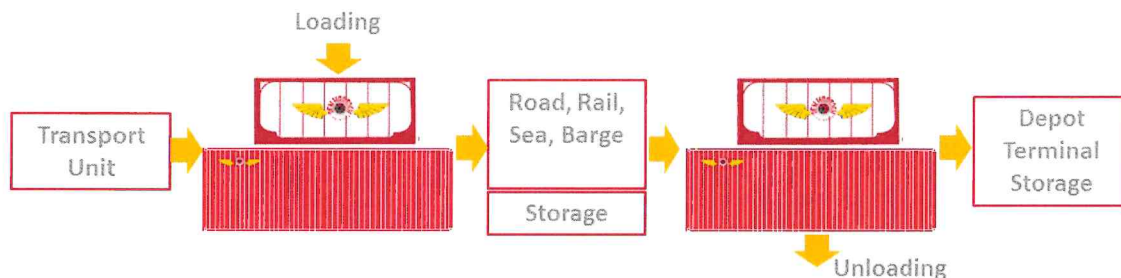 Loading
Transport
Unit
Road, Rail,
Sea, Barge
Storage
Depot
Terminal
Storage
Unloading